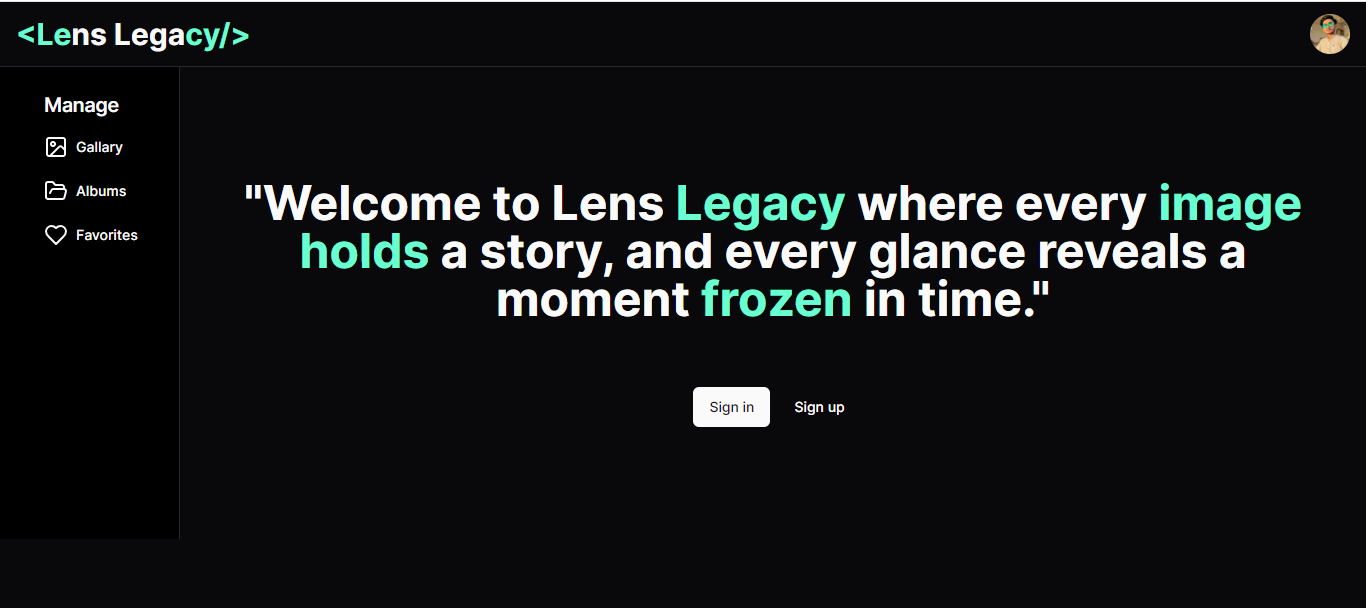 <Lens Legacy/>
Manage
Gallary
Albums
Favorites
"Welcome to Lens Legacy where every image
holds a story, and every glance reveals a
moment frozen in time."
Sign in
Sign up